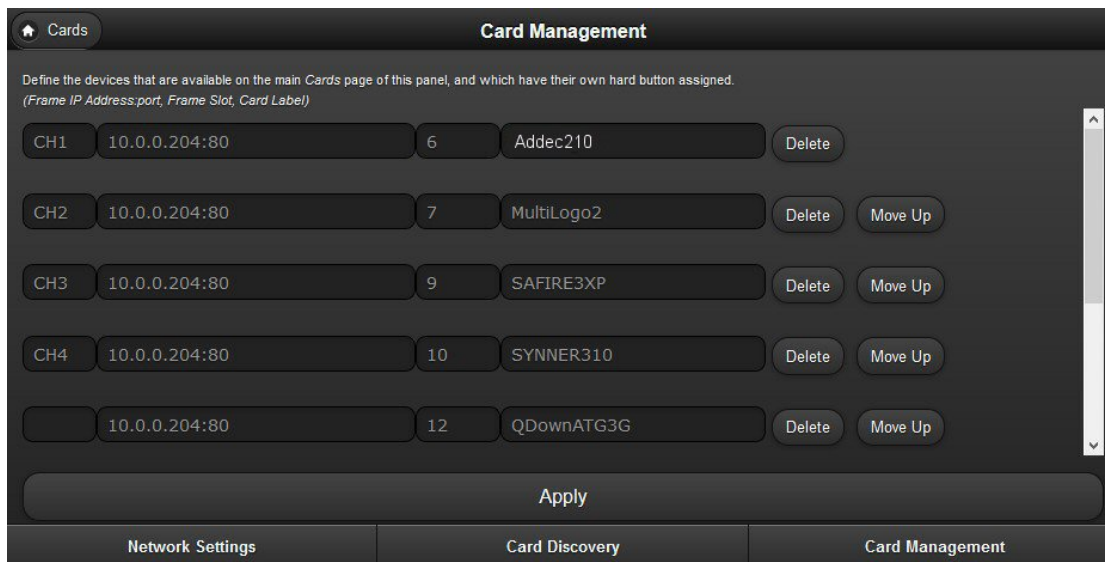 Cards
Card Management
Define the devices that are available on the main Cards page of this panel, and which have their own hard button assigned.
(Frame IP Address:port, Frame Slot, Card Label)
CH1 10.0.0.204:80 6 Addec210 Delete
CH2 10.0.0.204:80 7 MultiLogo2 Delete Move Up
CH3 10.0.0.204:80 9 SAFIRE3XP Delete Move Up
CH4 10.0.0.204:80 10 SYNNER310 Delete Move Up
10.0.0.204:80 12 QDownATG3G Delete Move Up
Apply
Network Settings Card Discovery Card Management